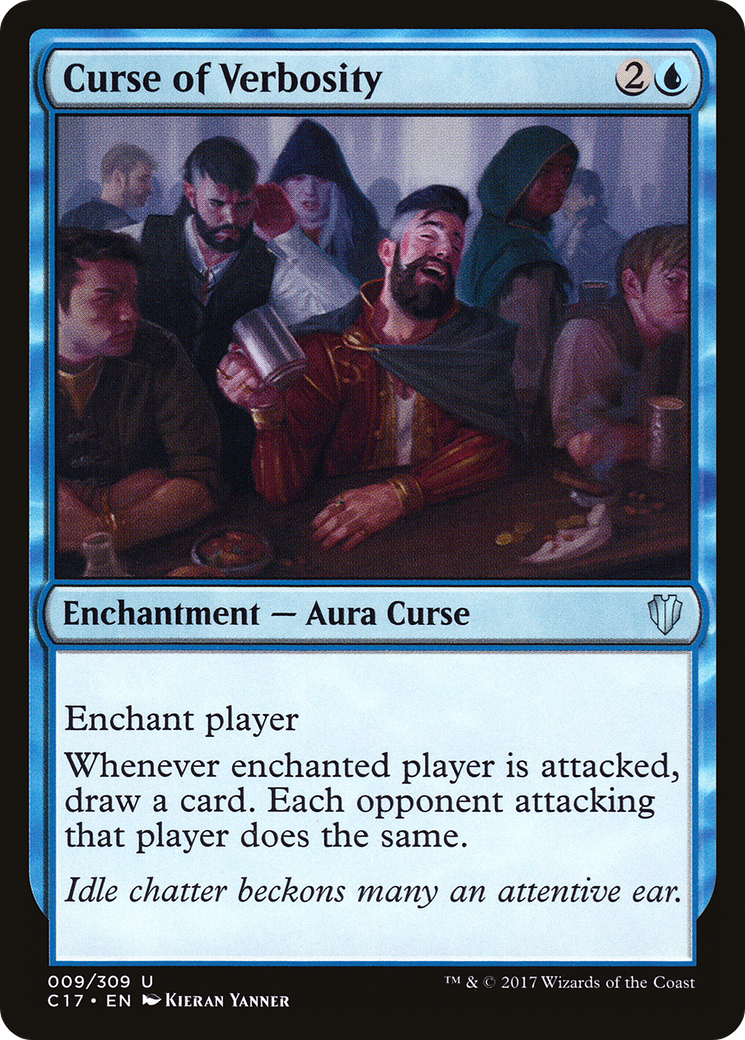 Curse of Verbosity 2
Enchantment — Aura Curse
Enchant player
Whenever enchanted player is attacked,
draw a card. Each opponent attacking
that player does the same.
Idle chatter beckons many an attentive ear.
009/309 U
C17 • EN Kieran Yanner
™ & © 2017 Wizards of the Coast